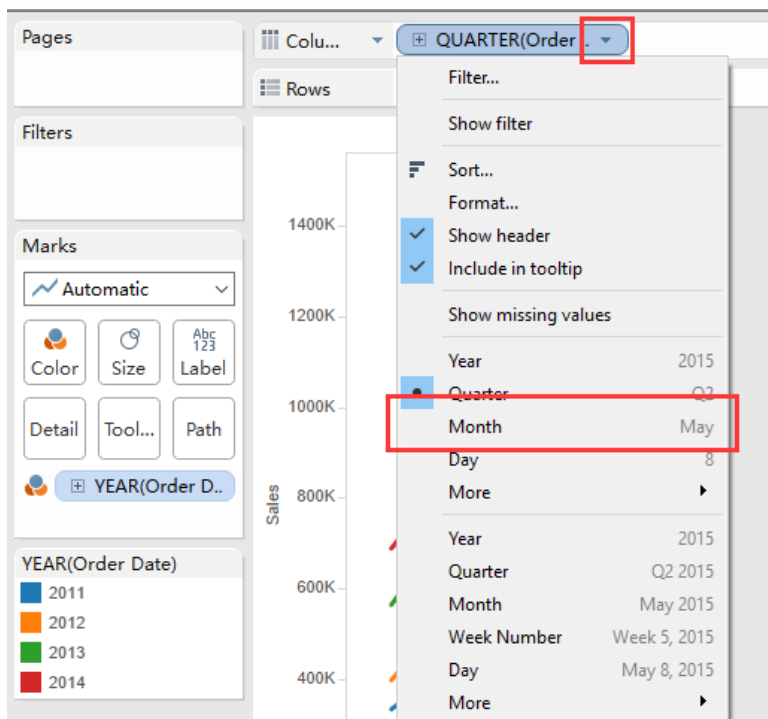 Pages
Colu...
QUARTER(Order .
Rows
Filters
Marks
Automatic
Color
Size
Abc
123
Label
Detail
Tool...
Path
YEAR(Order D..
YEAR(Order Date)
2011
2012
2013
2014
1400K
1200K
1000K
800K
600K
400K
Sales
Filter...
Show filter
Sort...
Format...
Show header
Include in tooltip
Show missing values
Year 2015
Quarter Q2
Month May
Day 8
More
Year 2015
Quarter Q2 2015
Month May 2015
Week Number Week 5, 2015
Day May 8, 2015
More